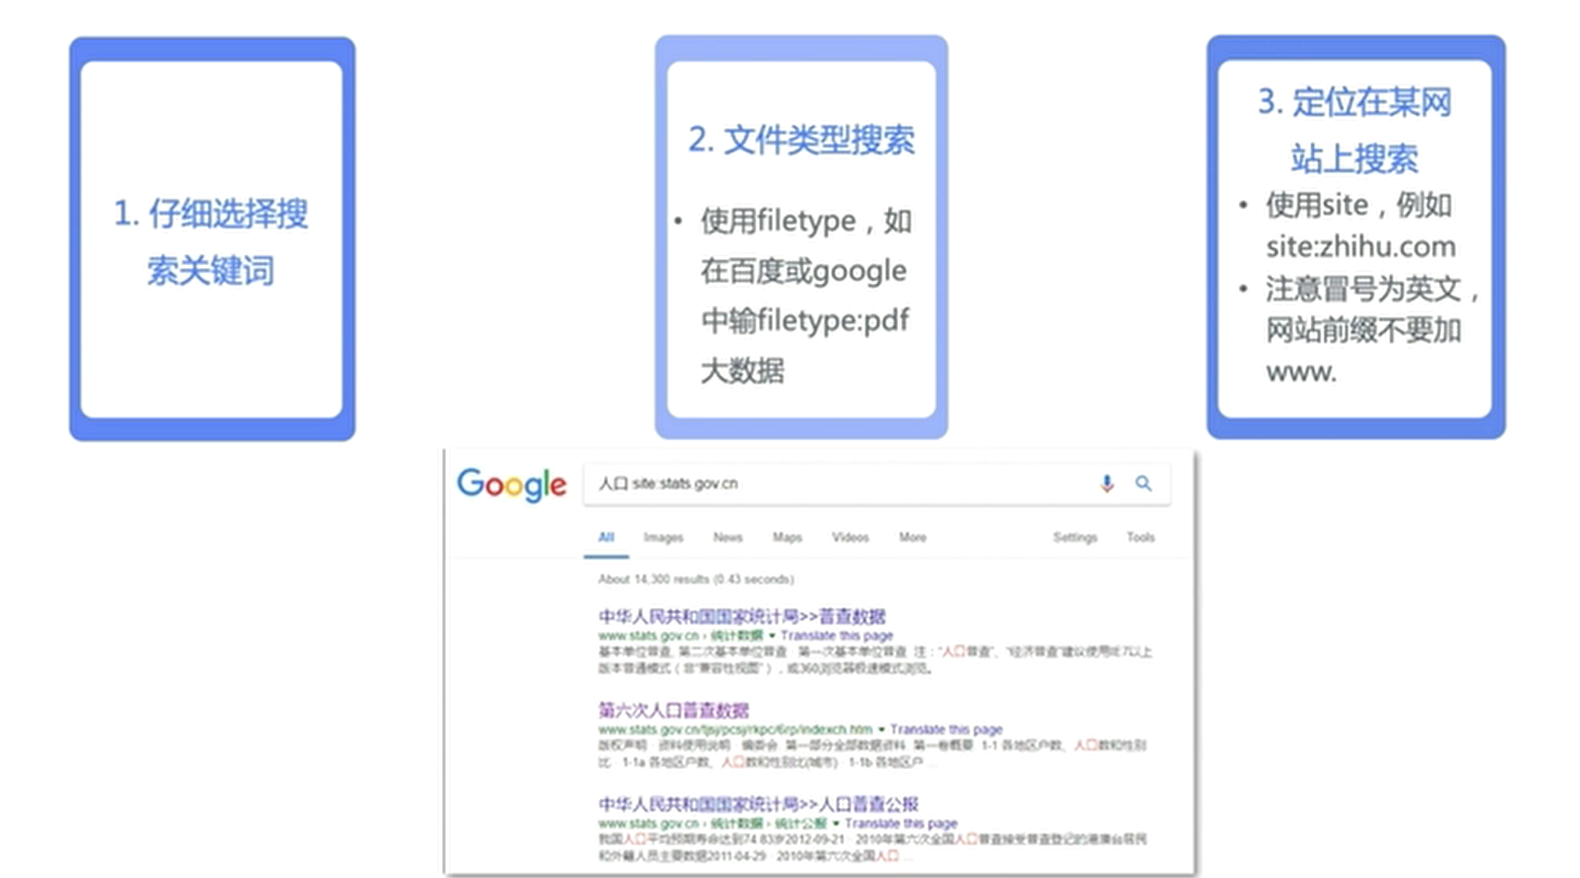 1. 仔细选择搜
索关键词
2. 文件类型搜索
• 使用filetype，如
在百度或google
中输filetype:pdf
大数据
3. 定位在某网
站上搜索
• 使用site，例如
site:zhihu.com
• 注意冒号为英文，
网站前缀不要加
www.
Google
人口 site:stats.gov.cn
All Images News Maps Videos More Settings Tools
About 14,300 results (0.43 seconds)
中华人民共和国国家统计局>>普查数据
www.stats.gov.cn › 统计数据 ▼ Translate this page
基本单位普查. 第二次基本单位普查 · 第一次基本单位普查. 注："人口普查"、"经济普查"建议使用IE7以上
版本普通模式（非"兼容性视图"），或360浏览器极速模式浏览。
第六次人口普查数据
www.stats.gov.cn/tjsj/pcsj/rkpc/6rp/indexch.htm ▼ Translate this page
版权声明 · 资料使用说明 · 编委会. 第一部分全部数据资料. 第一卷概要. 1-1 各地区户数、人口数和性别
比 · 1-1a 各地区户数、人口数和性别比(城市) · 1-1b 各地区户 ...
中华人民共和国国家统计局>>人口普查公报
www.stats.gov.cn › 统计数据 › 统计公报 ▼ Translate this page
我国人口平均预期寿命达到74.83岁2012-09-21 · 2010年第六次全国人口普查接受普查登记的港澳台居民
和外籍人员主要数据2011-04-29 · 2010年第六次全国人口 ...